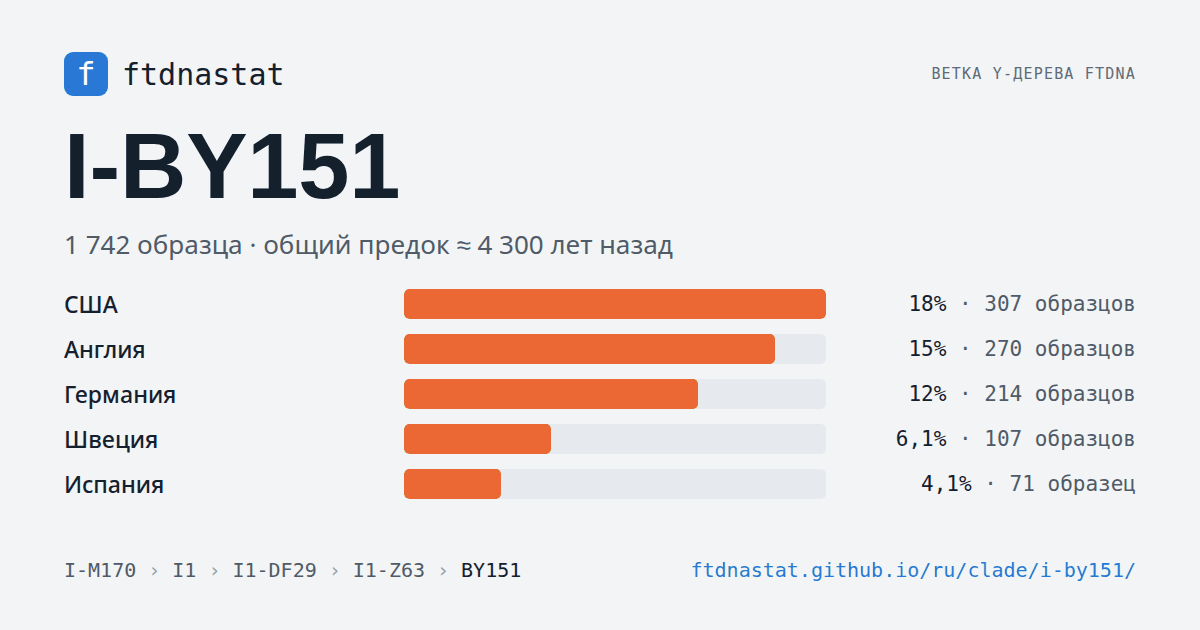 f ftdnastat
ВЕТКА Y-ДЕРЕВА FTDNA
I-BY151
1 742 образца · общий предок ≈ 4 300 лет назад
США 18% · 307 образцов
Англия 15% · 270 образцов
Германия 12% · 214 образцов
Швеция 6,1% · 107 образцов
Испания 4,1% · 71 образец
I-M170 › I1 › I1-DF29 › I1-Z63 › BY151
ftdnastat.github.io/ru/clade/i-by151/